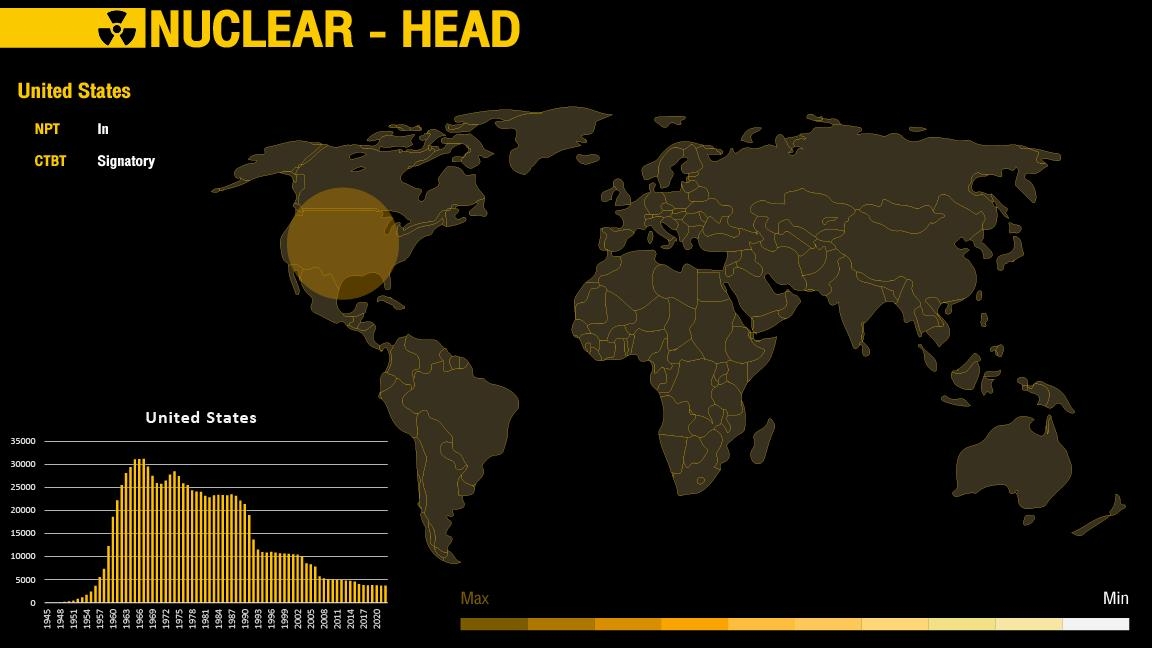 NUCLEAR - HEAD
United States
NPT In
CTBT Signatory
United States
35000
30000
25000
20000
15000
10000
5000
0
1945 1948 1951 1954 1957 1960 1963 1966 1969 1972 1975 1978 1981 1984 1987 1990 1993 1996 1999 2002 2005 2008 2011 2014 2017 2020
Max Min